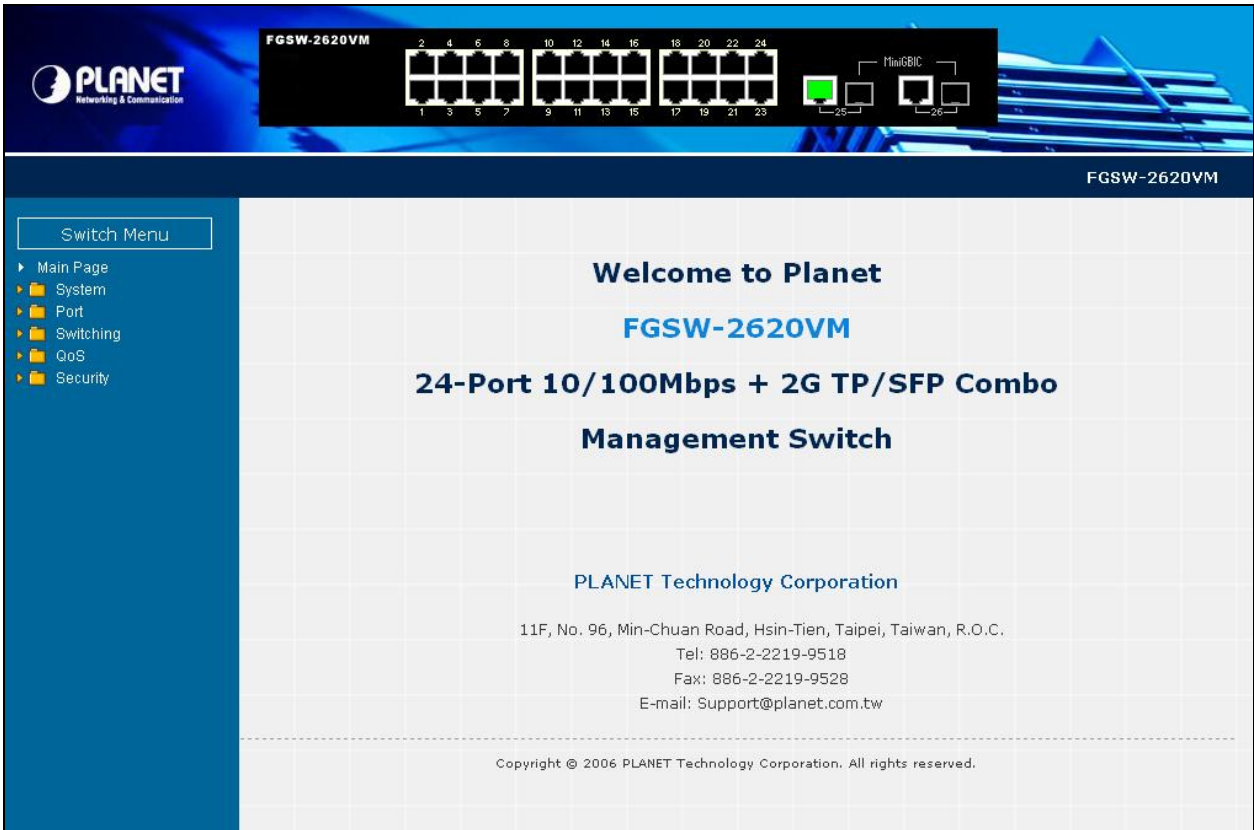 PLANET
Networking & Communication
FGSW-2620VM
2 4 6 8 10 12 14 16 18 20 22 24
MiniGBIC
1 3 5 7 9 11 13 15 17 19 21 23
25 26
FGSW-2620VM
Switch Menu
Main Page
System
Port
Switching
QoS
Security
Welcome to Planet
FGSW-2620VM
24-Port 10/100Mbps + 2G TP/SFP Combo
Management Switch
PLANET Technology Corporation
11F, No. 96, Min-Chuan Road, Hsin-Tien, Taipei, Taiwan, R.O.C.
Tel: 886-2-2219-9518
Fax: 886-2-2219-9528
E-mail: Support@planet.com.tw
Copyright © 2006 PLANET Technology Corporation. All rights reserved.